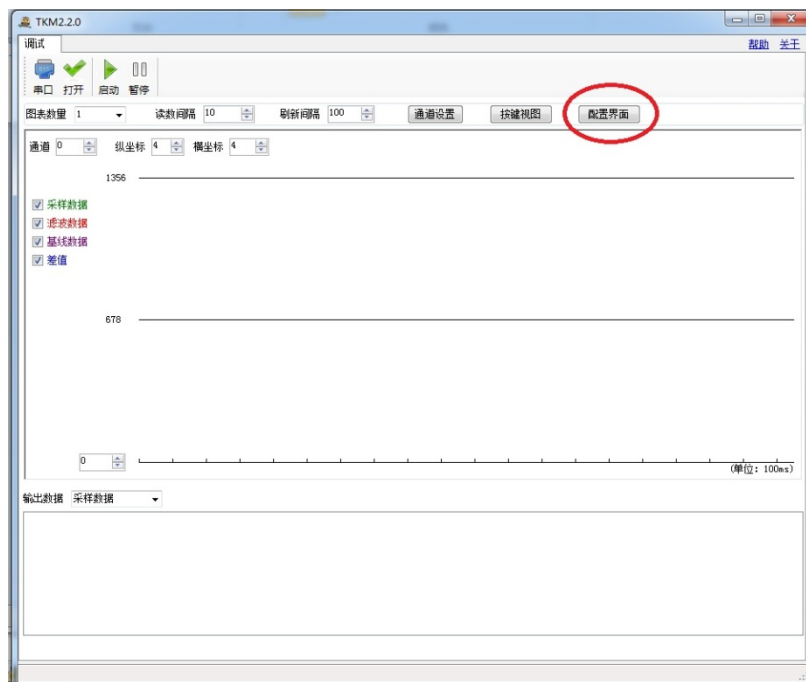 TKM2.2.0
调试
帮助 关于
串口 打开 启动 暂停
图表数量 1 读数间隔 10 刷新间隔 100 通道设置 按键视图 配置界面
通道 0 纵坐标 4 横坐标 4
1356
采样数据
滤波数据
基线数据
差值
678
0
(单位: 100ms)
输出数据 采样数据